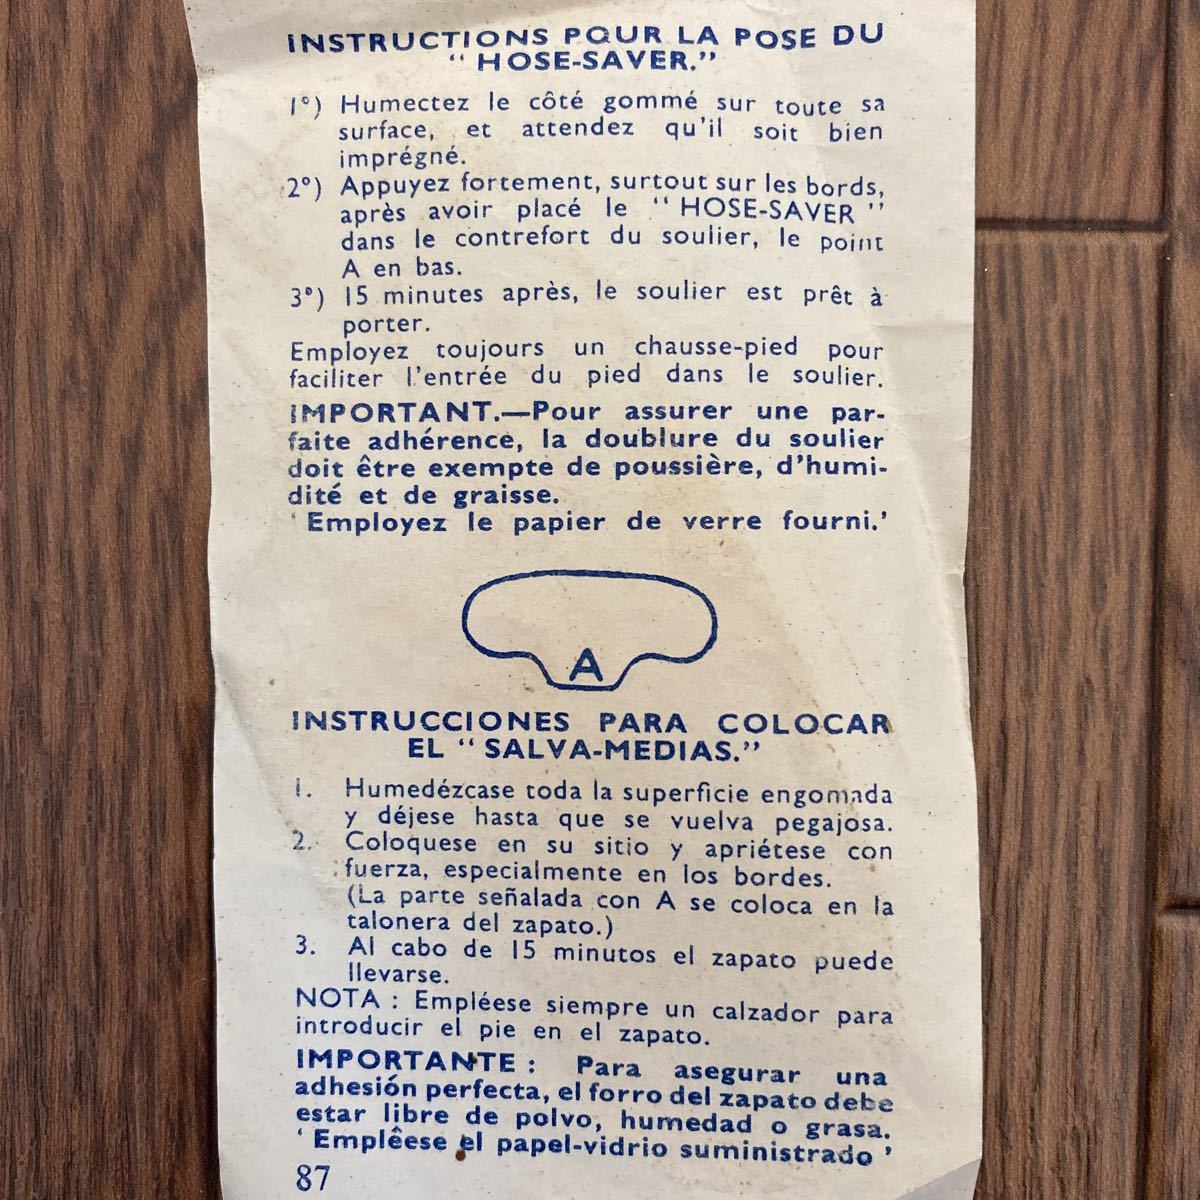 INSTRUCTIONS POUR LA POSE DU
“ HOSE-SAVER.”
1°) Humectez le côté gommé sur toute sa
surface, et attendez qu’il soit bien
imprégné.
2°) Appuyez fortement, surtout sur les bords,
après avoir placé le “ HOSE-SAVER ”
dans le contrefort du soulier, le point
A en bas.
3°) 15 minutes après, le soulier est prêt à
porter.
Employez toujours un chausse-pied pour
faciliter l’entrée du pied dans le soulier.
IMPORTANT.—Pour assurer une par-
faite adhérence, la doublure du soulier
doit être exempte de poussière, d’humi-
dité et de graisse.
‘ Employez le papier de verre fourni.’
A
INSTRUCCIONES PARA COLOCAR
EL “ SALVA-MEDIAS.”
1. Humedézcase toda la superficie engomada
y déjese hasta que se vuelva pegajosa.
2. Coloquese en su sitio y apriétese con
fuerza, especialmente en los bordes.
(La parte señalada con A se coloca en la
talonera del zapato.)
3. Al cabo de 15 minutos el zapato puede
llevarse.
NOTA : Empléese siempre un calzador para
introducir el pie en el zapato.
IMPORTANTE : Para asegurar una
adhesión perfecta, el forro del zapato debe
estar libre de polvo, humedad o grasa.
‘ Emplêese el papel-vidrio suministrado ’
87